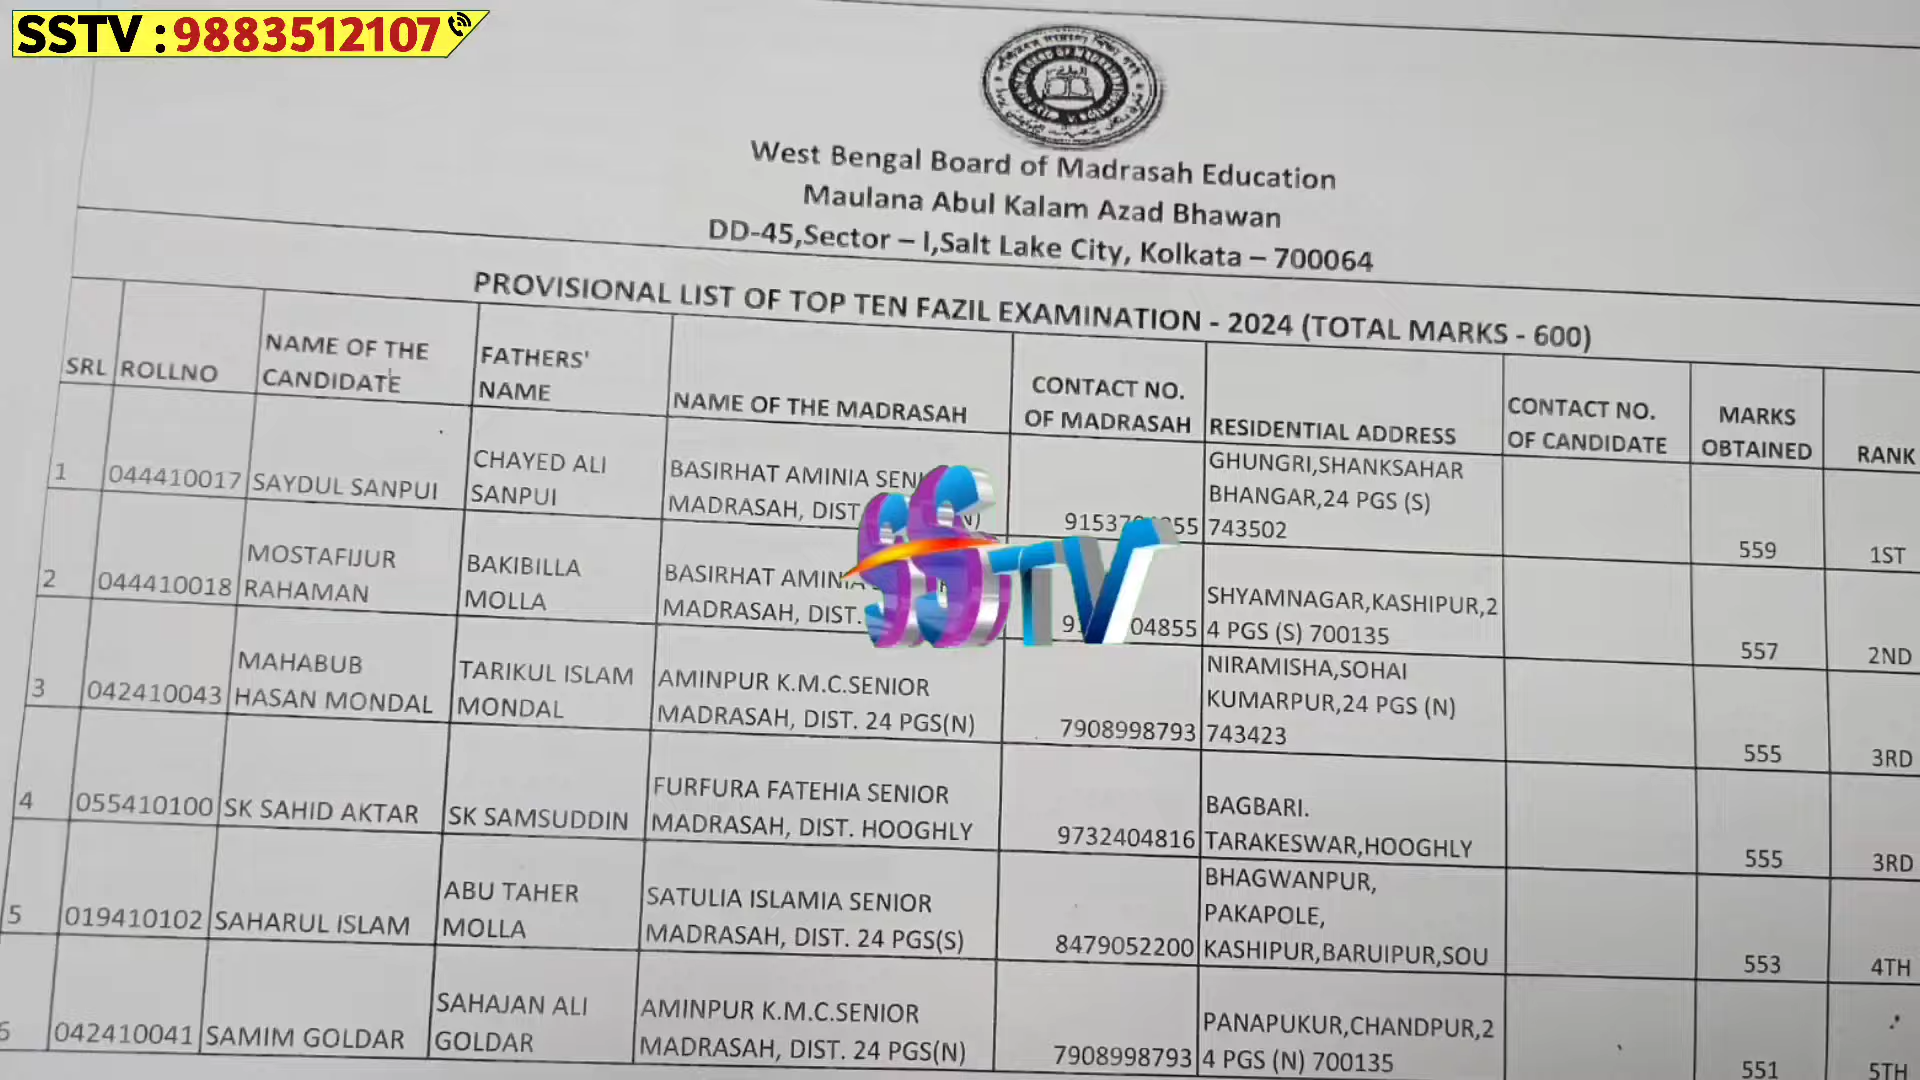 SSTV : 9883512107
West Bengal Board of Madrasah Education
Maulana Abul Kalam Azad Bhawan
DD-45,Sector – I,Salt Lake City, Kolkata – 700064
PROVISIONAL LIST OF TOP TEN FAZIL EXAMINATION - 2024 (TOTAL MARKS - 600)
SRL ROLLNO NAME OF THE CANDIDATE FATHERS' NAME NAME OF THE MADRASAH CONTACT NO. OF MADRASAH RESIDENTIAL ADDRESS CONTACT NO. OF CANDIDATE MARKS OBTAINED RANK
1 044410017 SAYDUL SANPUI CHAYED ALI SANPUI BASIRHAT AMINIA MADRASAH, DIST GHUNGRI,SHANKSAHAR BHANGAR,24 PGS (S) 743502 559 1ST
2 044410018 MOSTAFIJUR RAHAMAN BAKIBILLA MOLLA BASIRHAT MADRASAH, DIST. SHYAMNAGAR,KASHIPUR,2 4 PGS (S) 700135 557 2ND
3 042410043 MAHABUB HASAN MONDAL TARIKUL ISLAM MONDAL AMINPUR K.M.C.SENIOR MADRASAH, DIST. 24 PGS(N) 7908998793 NIRAMISHA,SOHAI KUMARPUR,24 PGS (N) 743423 555 3RD
4 055410100 SK SAHID AKTAR SK SAMSUDDIN FURFURA FATEHIA SENIOR MADRASAH, DIST. HOOGHLY 9732404816 BAGBARI. TARAKESWAR,HOOGHLY 555 3RD
5 019410102 SAHARUL ISLAM ABU TAHER MOLLA SATULIA ISLAMIA SENIOR MADRASAH, DIST. 24 PGS(S) 8479052200 BHAGWANPUR, PAKAPOLE, KASHIPUR,BARUIPUR,SOU 553 4TH
6 042410041 SAMIM GOLDAR SAHAJAN ALI GOLDAR AMINPUR K.M.C.SENIOR MADRASAH, DIST. 24 PGS(N) 7908998793 PANAPUKUR,CHANDPUR,2 4 PGS (N) 700135 551 5TH
SSTV